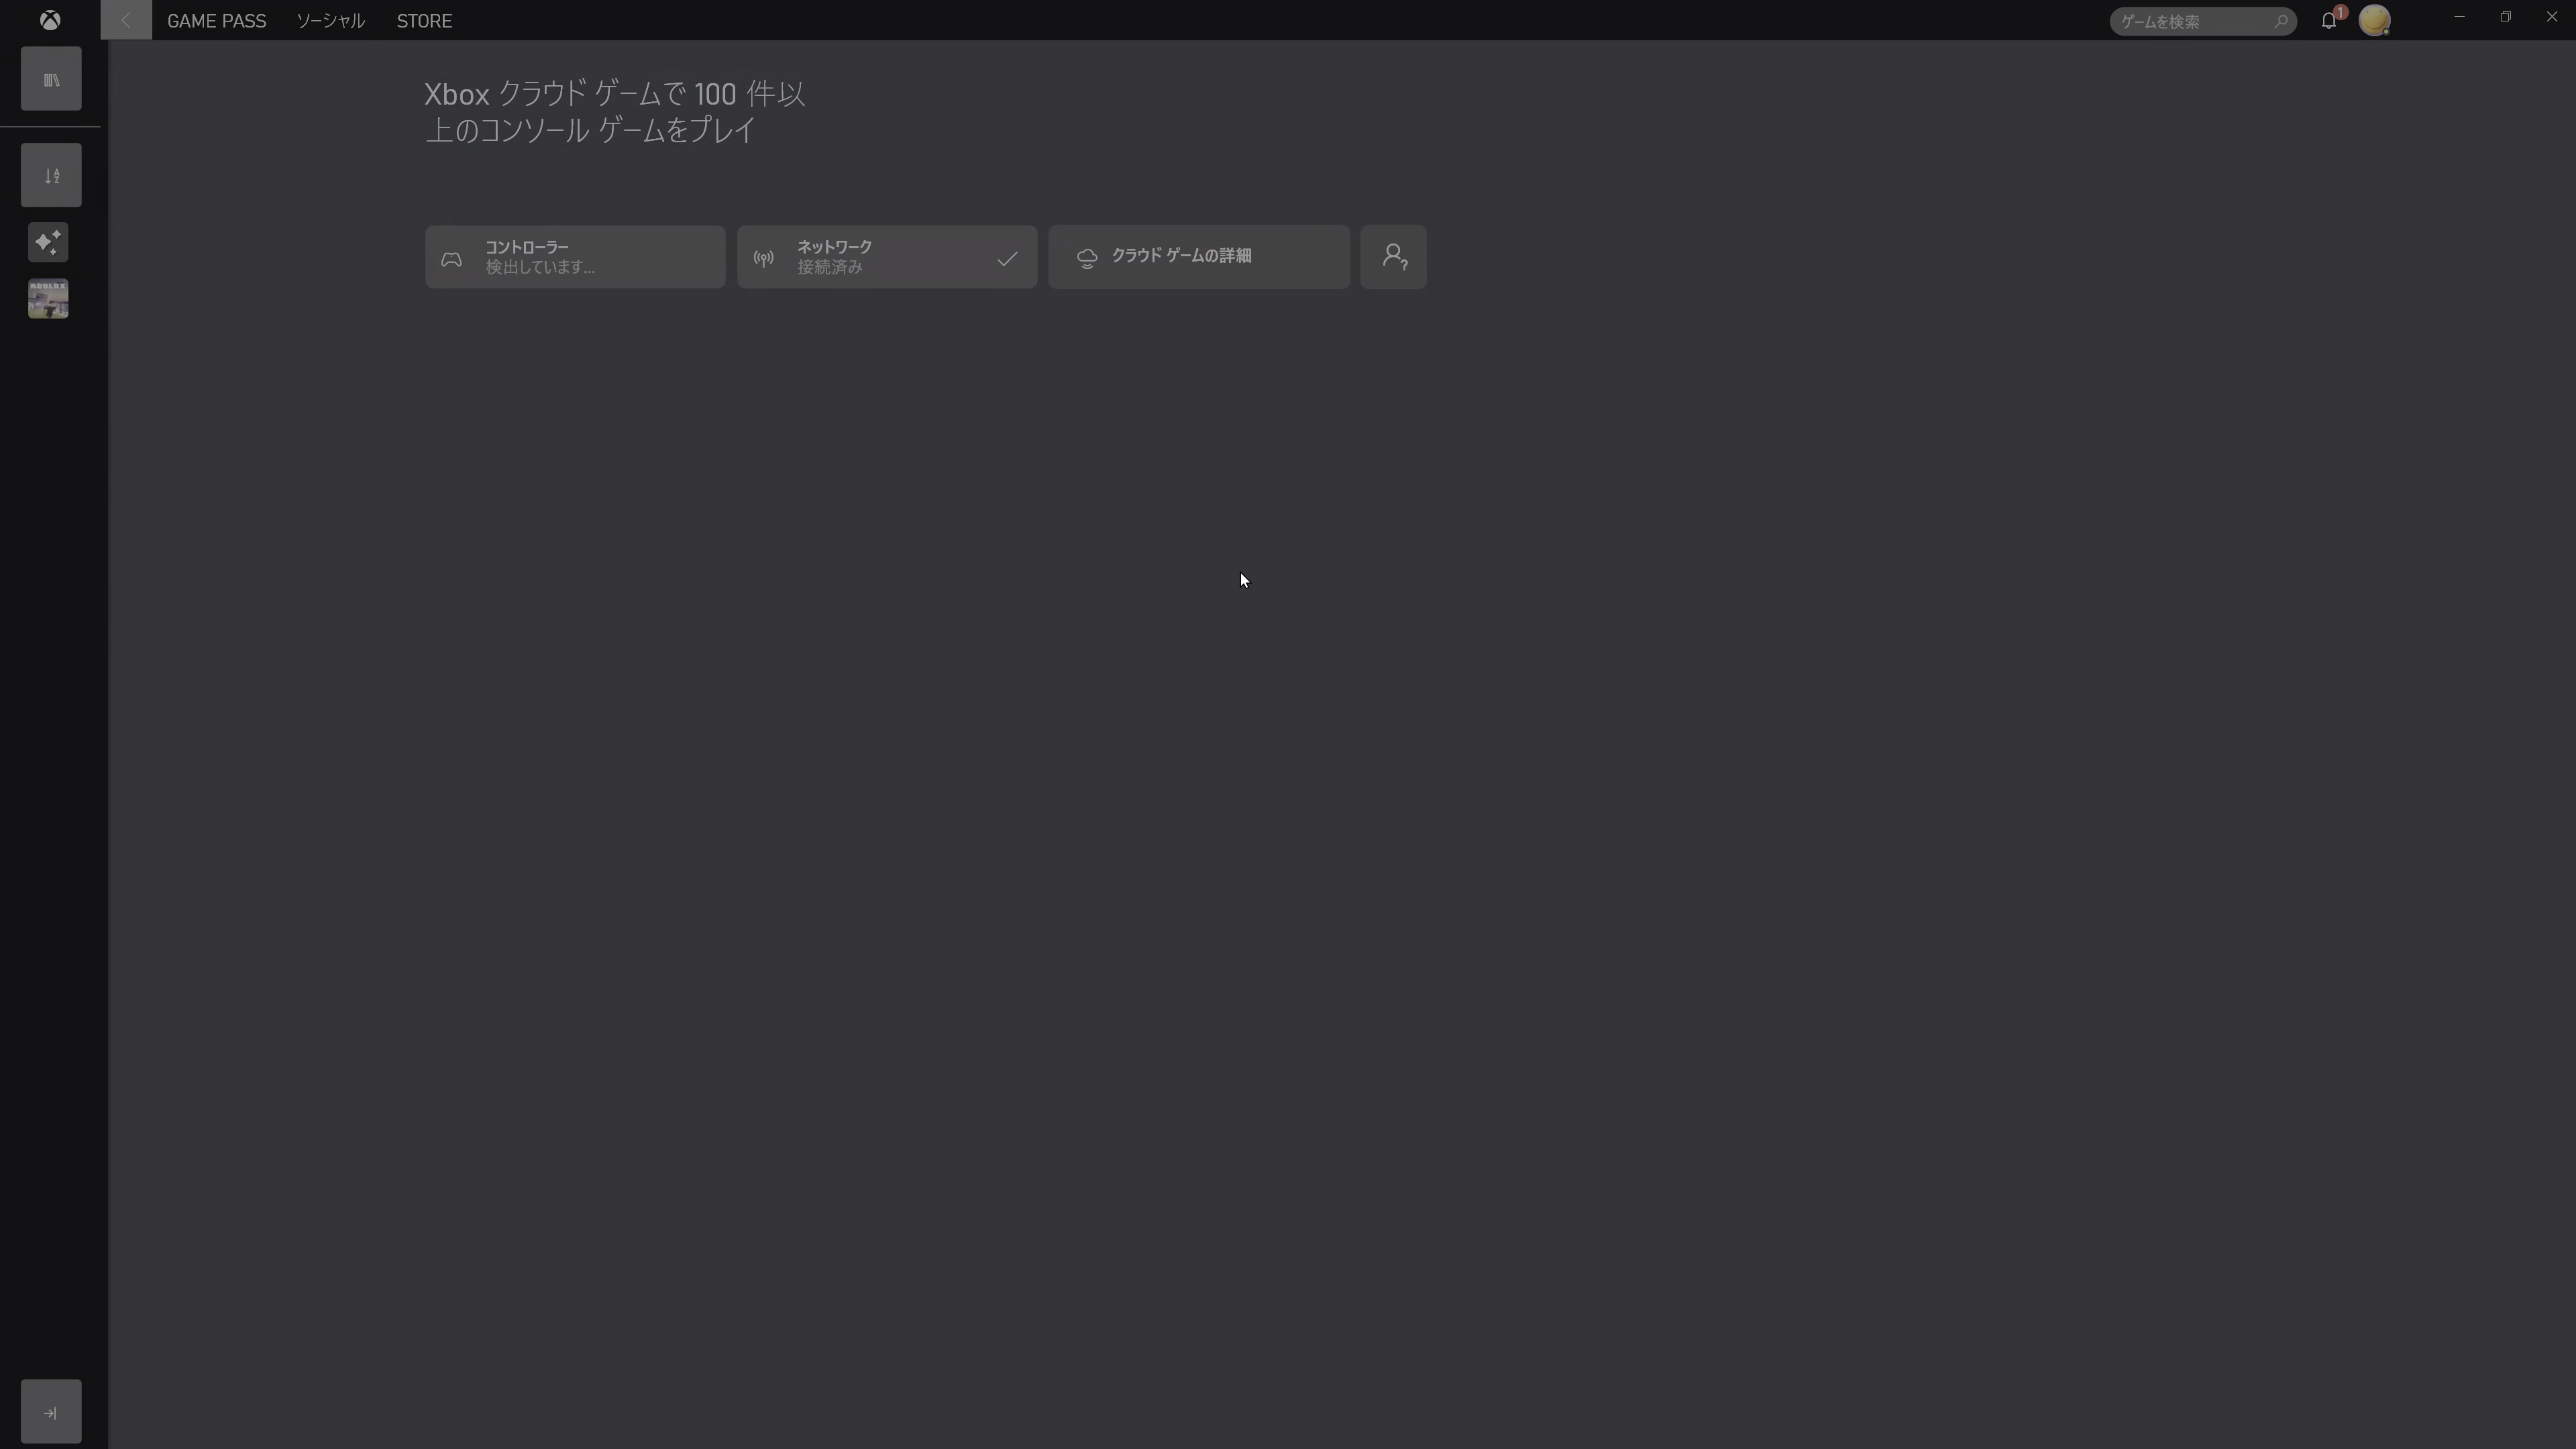 GAME PASS
ソーシャル
STORE
ゲームを検索
1
Xbox クラウド ゲームで 100 件以
上のコンソール ゲームをプレイ
コントローラー
検出しています...
ネットワーク
接続済み
クラウド ゲームの詳細
A
Z
ROBLOX